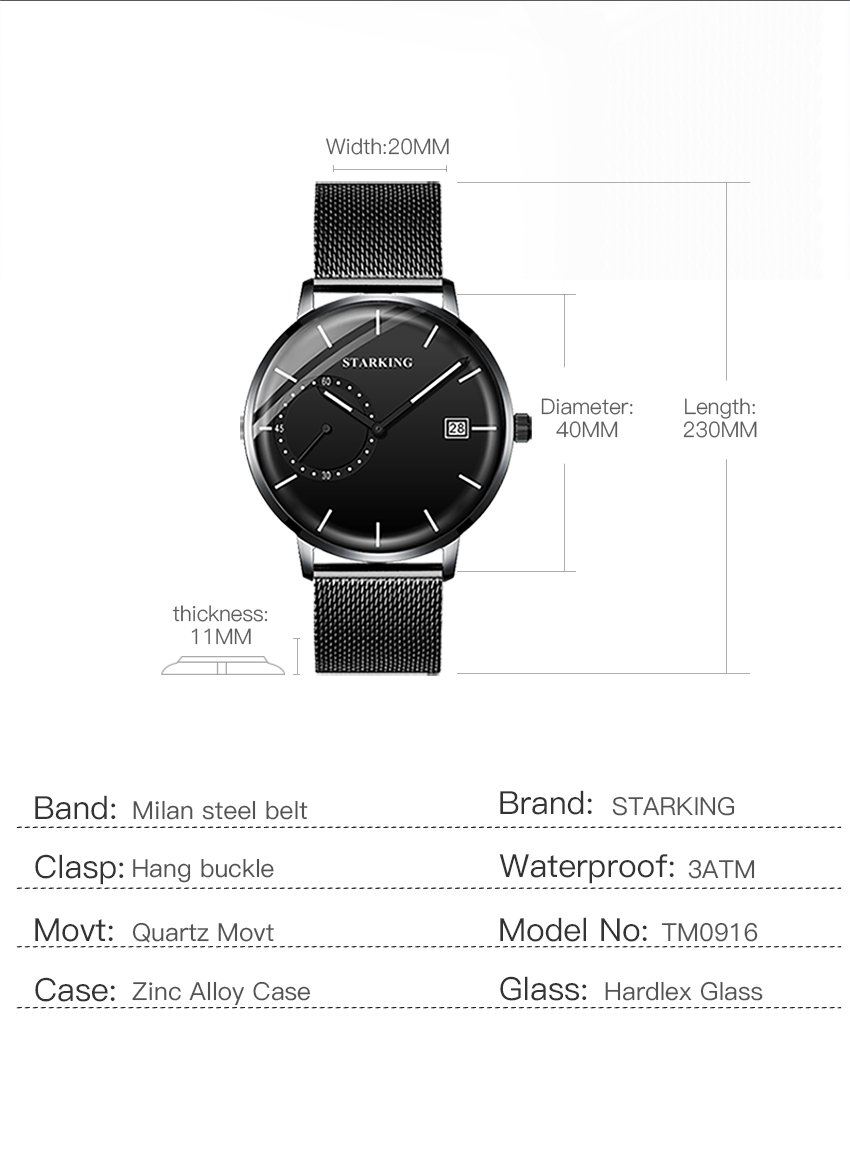 Width:20MM
STARKING
60
45
28
30
Diameter:
40MM
Length:
230MM
thickness:
11MM
Band: Milan steel belt
Brand: STARKING
Clasp: Hang buckle
Waterproof: 3ATM
Movt: Quartz Movt
Model No: TM0916
Case: Zinc Alloy Case
Glass: Hardlex Glass